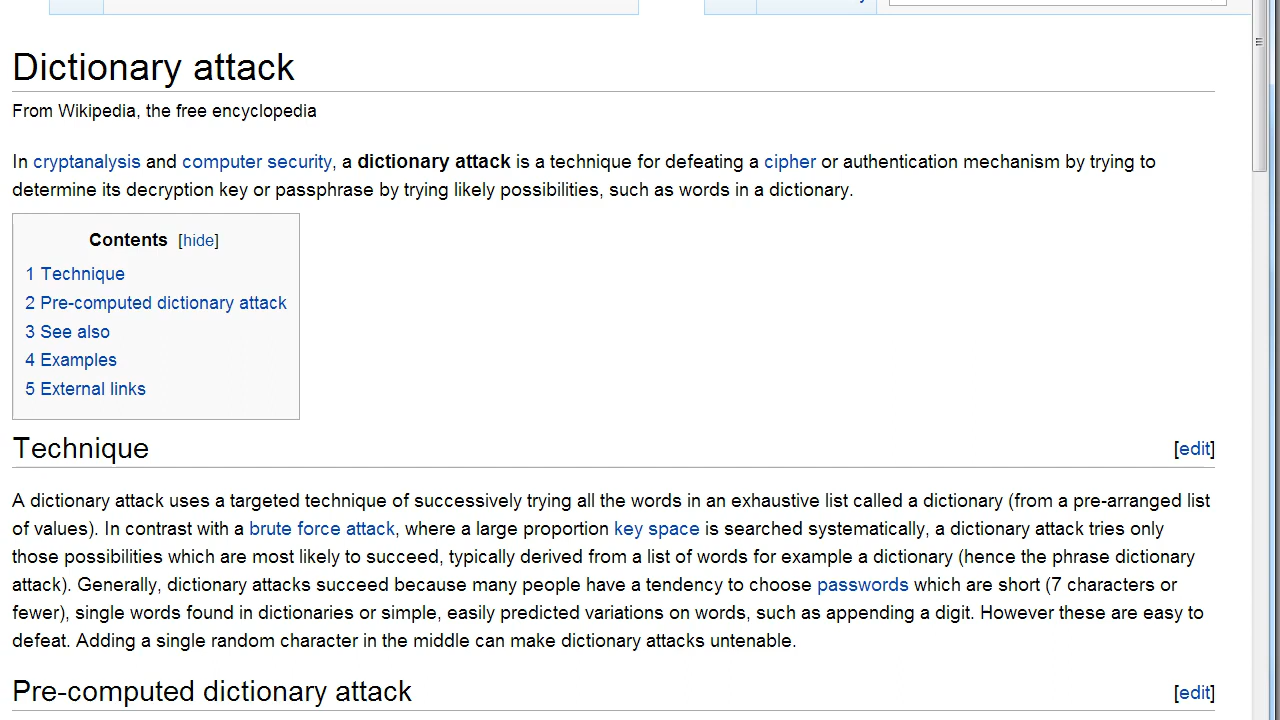 Dictionary attack
From Wikipedia, the free encyclopedia
In cryptanalysis and computer security, a dictionary attack is a technique for defeating a cipher or authentication mechanism by trying to
determine its decryption key or passphrase by trying likely possibilities, such as words in a dictionary.
Contents [hide]
1 Technique
2 Pre-computed dictionary attack
3 See also
4 Examples
5 External links
Technique [edit]
A dictionary attack uses a targeted technique of successively trying all the words in an exhaustive list called a dictionary (from a pre-arranged list
of values). In contrast with a brute force attack, where a large proportion key space is searched systematically, a dictionary attack tries only
those possibilities which are most likely to succeed, typically derived from a list of words for example a dictionary (hence the phrase dictionary
attack). Generally, dictionary attacks succeed because many people have a tendency to choose passwords which are short (7 characters or
fewer), single words found in dictionaries or simple, easily predicted variations on words, such as appending a digit. However these are easy to
defeat. Adding a single random character in the middle can make dictionary attacks untenable.
Pre-computed dictionary attack [edit]